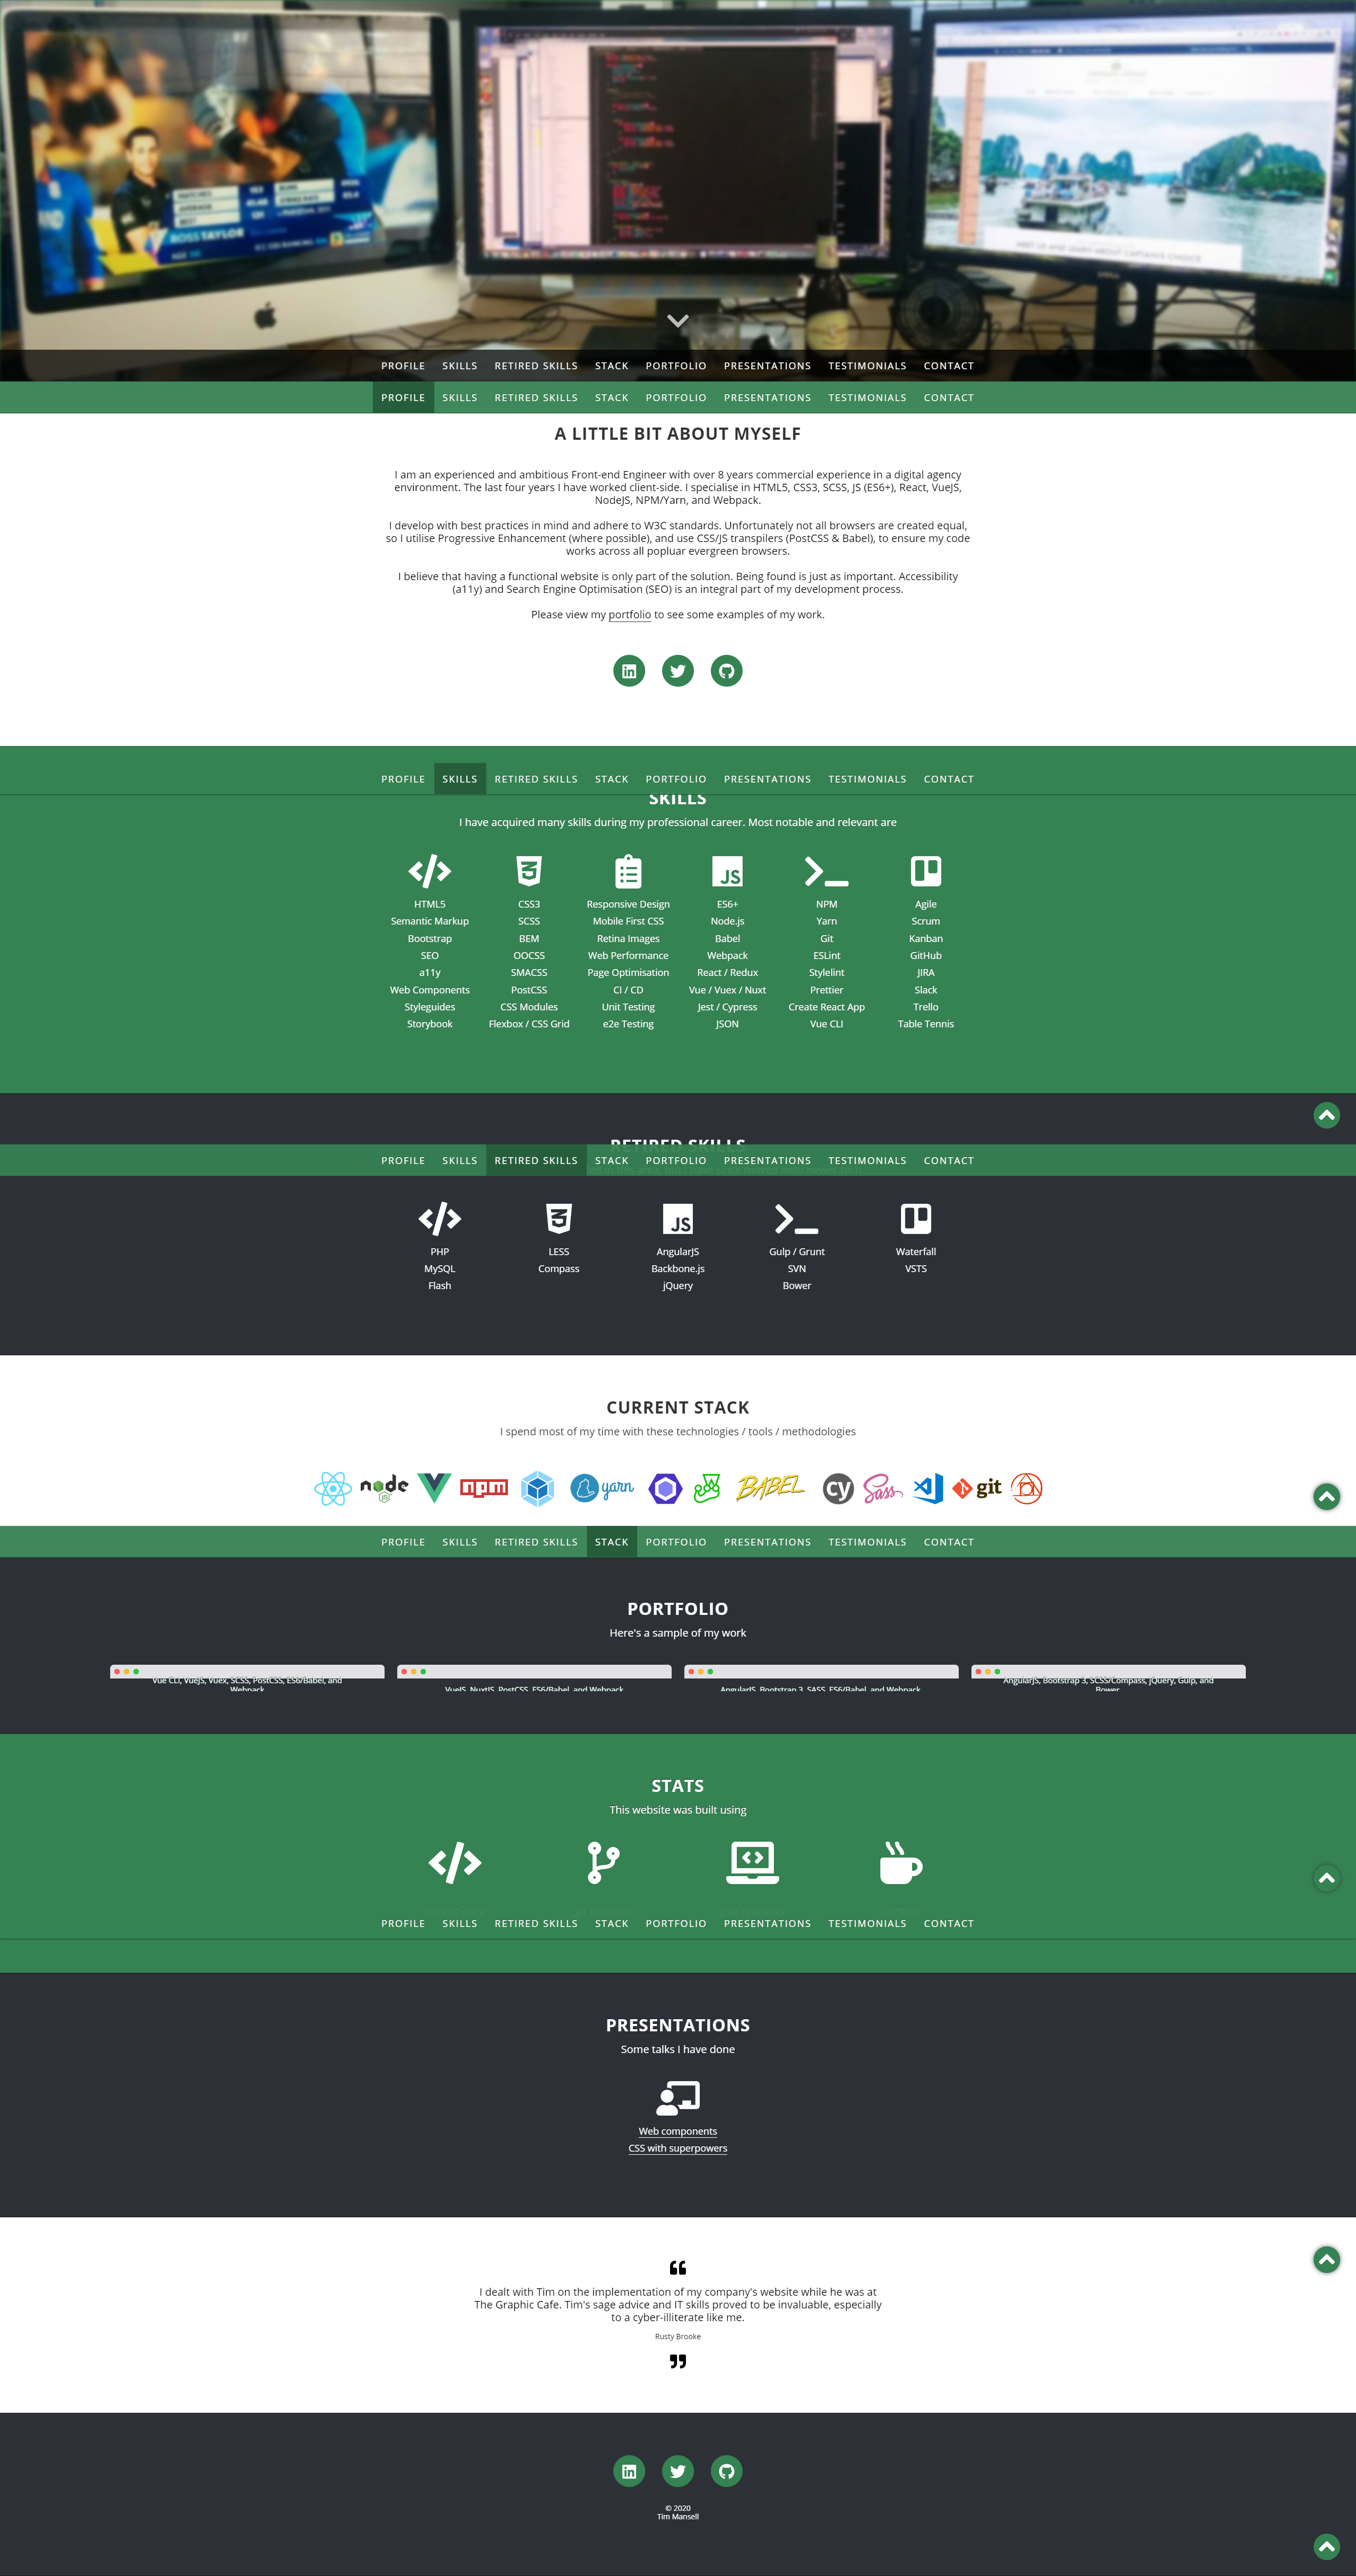 ROSS TAYLOR
PROFILE SKILLS RETIRED SKILLS STACK PORTFOLIO PRESENTATIONS TESTIMONIALS CONTACT
PROFILE SKILLS RETIRED SKILLS STACK PORTFOLIO PRESENTATIONS TESTIMONIALS CONTACT
A LITTLE BIT ABOUT MYSELF
I am an experienced and ambitious Front-end Engineer with over 8 years commercial experience in a digital agency
environment. The last four years I have worked client-side. I specialise in HTML5, CSS3, SCSS, JS (ES6+), React, VueJS,
NodeJS, NPM/Yarn, and Webpack.
I develop with best practices in mind and adhere to W3C standards. Unfortunately not all browsers are created equal,
so I utilise Progressive Enhancement (where possible), and use CSS/JS transpilers (PostCSS & Babel), to ensure my code
works across all popluar evergreen browsers.
I believe that having a functional website is only part of the solution. Being found is just as important. Accessibility
(a11y) and Search Engine Optimisation (SEO) is an integral part of my development process.
Please view my portfolio to see some examples of my work.
PROFILE SKILLS RETIRED SKILLS STACK PORTFOLIO PRESENTATIONS TESTIMONIALS CONTACT
SKILLS
I have acquired many skills during my professional career. Most notable and relevant are
JS
HTML5 CSS3 Responsive Design ES6+ NPM Agile
Semantic Markup SCSS Mobile First CSS Node.js Yarn Scrum
Bootstrap BEM Retina Images Babel Git Kanban
SEO OOCSS Web Performance Webpack ESLint GitHub
a11y SMACSS Page Optimisation React / Redux Stylelint JIRA
Web Components PostCSS CI / CD Vue / Vuex / Nuxt Prettier Slack
Styleguides CSS Modules Unit Testing Jest / Cypress Create React App Trello
Storybook Flexbox / CSS Grid e2e Testing JSON Vue CLI Table Tennis
RETIRED SKILLS
PROFILE SKILLS RETIRED SKILLS STACK PORTFOLIO PRESENTATIONS TESTIMONIALS CONTACT
JS
PHP LESS AngularJS Gulp / Grunt Waterfall
MySQL Compass Backbone.js SVN VSTS
Flash jQuery Bower
CURRENT STACK
I spend most of my time with these technologies / tools / methodologies
node JS npm yarn BABEL cy Sass git
PROFILE SKILLS RETIRED SKILLS STACK PORTFOLIO PRESENTATIONS TESTIMONIALS CONTACT
PORTFOLIO
Here's a sample of my work
Vue CLI, VueJS, Vuex, SCSS, PostCSS, ES6/Babel, and
Webpack
VueJS, NuxtJS, PostCSS, ES6/Babel, and Webpack
AngularJS, Bootstrap 3, SASS, ES6/Babel, and Webpack
AngularJS, Bootstrap 3, SCSS/Compass, jQuery, Gulp, and
Bower
STATS
This website was built using
PROFILE SKILLS RETIRED SKILLS STACK PORTFOLIO PRESENTATIONS TESTIMONIALS CONTACT
PRESENTATIONS
Some talks I have done
Web components
CSS with superpowers
I dealt with Tim on the implementation of my company's website while he was at
The Graphic Cafe. Tim's sage advice and IT skills proved to be invaluable, especially
to a cyber-illiterate like me.
Rusty Brooke
© 2020
Tim Mansell